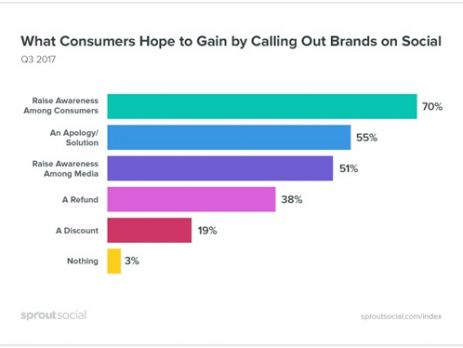 What Consumers Hope to Gain by Calling Out Brands on Social
Q3 2017
Raise Awareness
Among Consumers
70%
An Apology/
Solution
55%
Raise Awareness
Among Media
51%
A Refund
38%
A Discount
19%
Nothing
3%
sproutsocial
sproutsocial.com/index